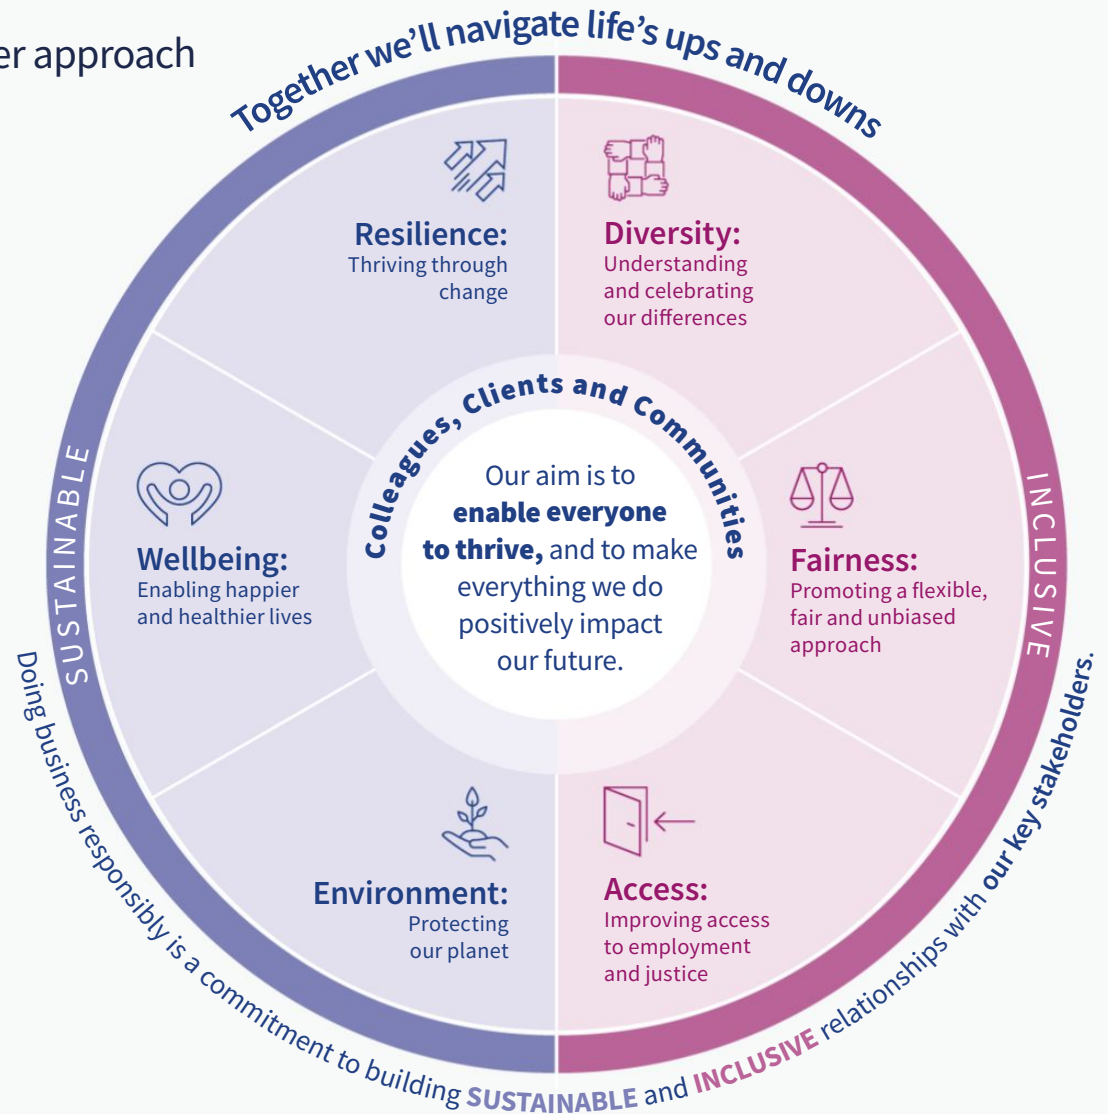 er approach
Together we’ll navigate life’s ups and downs
Resilience:
Thriving through
change
Diversity:
Understanding
and celebrating
our differences
Colleagues, Clients and Communities
Our aim is to
enable everyone
to thrive, and to make
everything we do
positively impact
our future.
SUSTAINABLE
Wellbeing:
Enabling happier
and healthier lives
Fairness:
Promoting a flexible,
fair and unbiased
approach
INCLUSIVE
Environment:
Protecting
our planet
Access:
Improving access
to employment
and justice
Doing business responsibly is a commitment to building SUSTAINABLE and INCLUSIVE relationships with our key stakeholders.